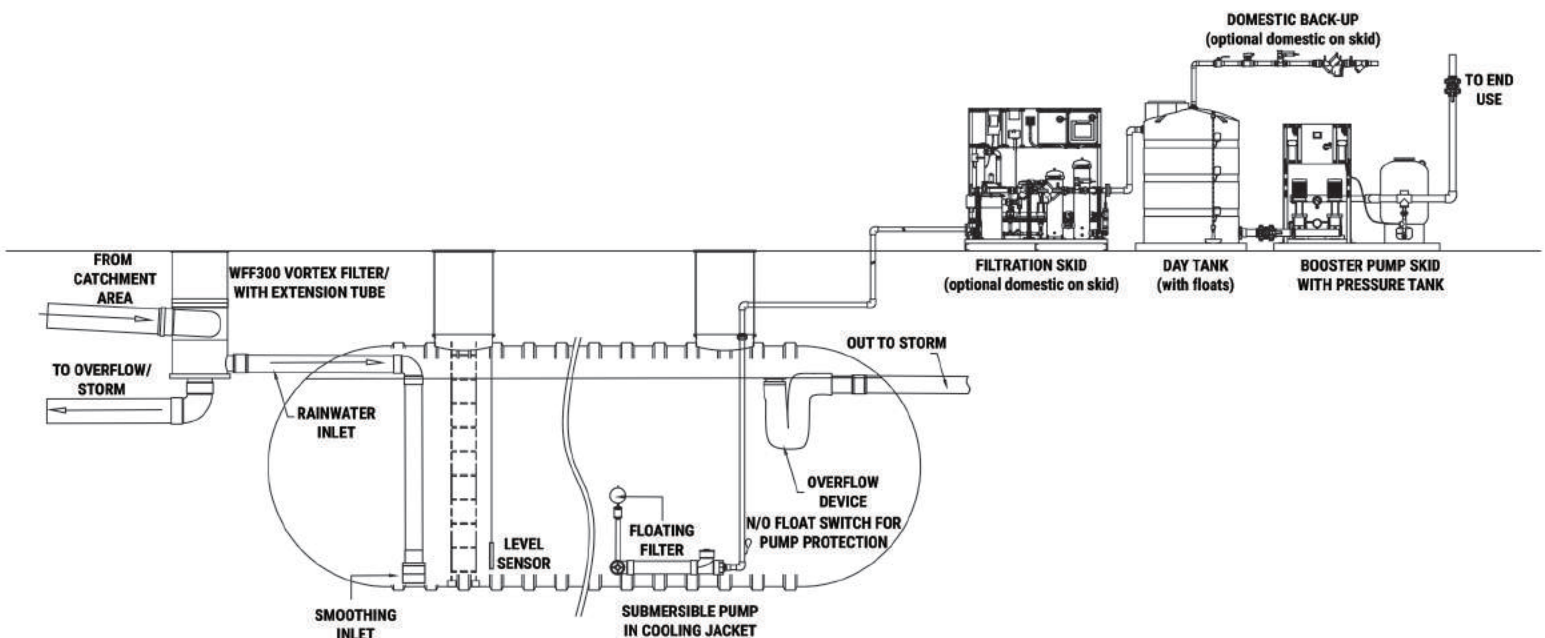 DOMESTIC BACK-UP
(optional domestic on skid)
TO END
USE
FROM
CATCHMENT
AREA
WFF300 VORTEX FILTER/
WITH EXTENSION TUBE
FILTRATION SKID
(optional domestic on skid)
DAY TANK
(with floats)
BOOSTER PUMP SKID
WITH PRESSURE TANK
TO OVERFLOW/
STORM
RAINWATER
INLET
OUT TO STORM
OVERFLOW
DEVICE
N/O FLOAT SWITCH FOR
PUMP PROTECTION
FLOATING
FILTER
LEVEL
SENSOR
SMOOTHING
INLET
SUBMERSIBLE PUMP
IN COOLING JACKET